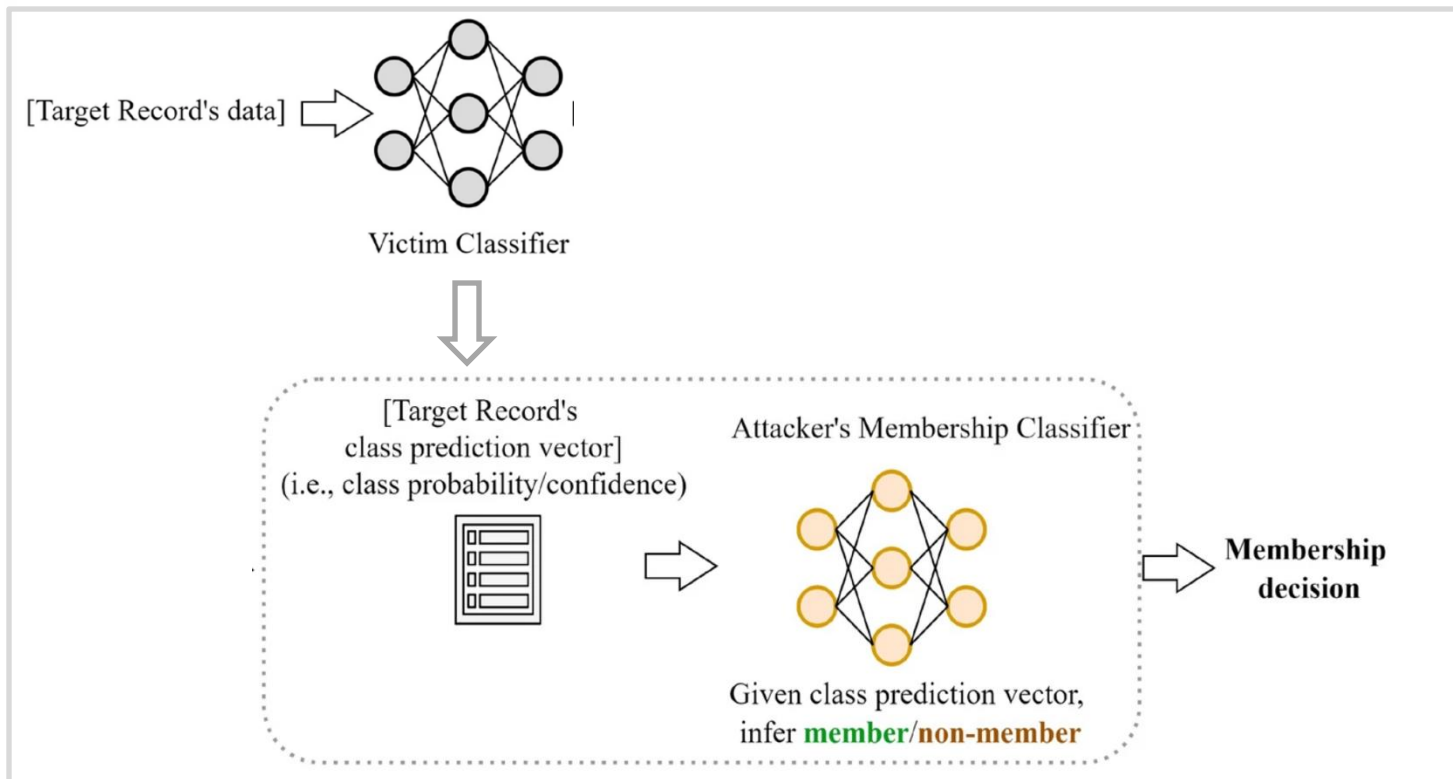 [Target Record's data]
Victim Classifier
[Target Record's
class prediction vector]
(i.e., class probability/confidence)
Attacker's Membership Classifier
Given class prediction vector,
infer member/non-member
Membership
decision